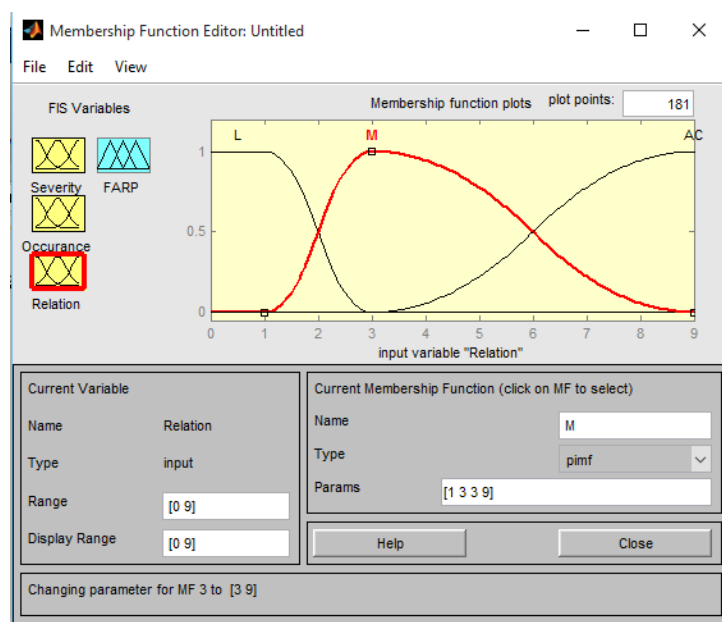 Membership Function Editor: Untitled
File Edit View
FIS Variables
Membership function plots plot points: 181
Severity FARP
Occurance
Relation
L M AC
1
0.5
0
0 1 2 3 4 5 6 7 8 9
input variable "Relation"
Current Variable
Name Relation
Type input
Range [0 9]
Display Range [0 9]
Current Membership Function (click on MF to select)
Name M
Type pimf
Params [1 3 3 9]
Help Close
Changing parameter for MF 3 to [3 9]